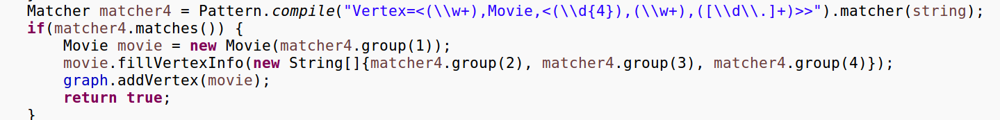 Matcher matcher4 = Pattern.compile("Vertex=<(\\w+),Movie,<(\\d{4}),(\\w+),([\\d\\.]+)>>").matcher(string);
if(matcher4.matches()) {
Movie movie = new Movie(matcher4.group(1));
movie.fillVertexInfo(new String[]{matcher4.group(2), matcher4.group(3), matcher4.group(4)});
graph.addVertex(movie);
return true;
}